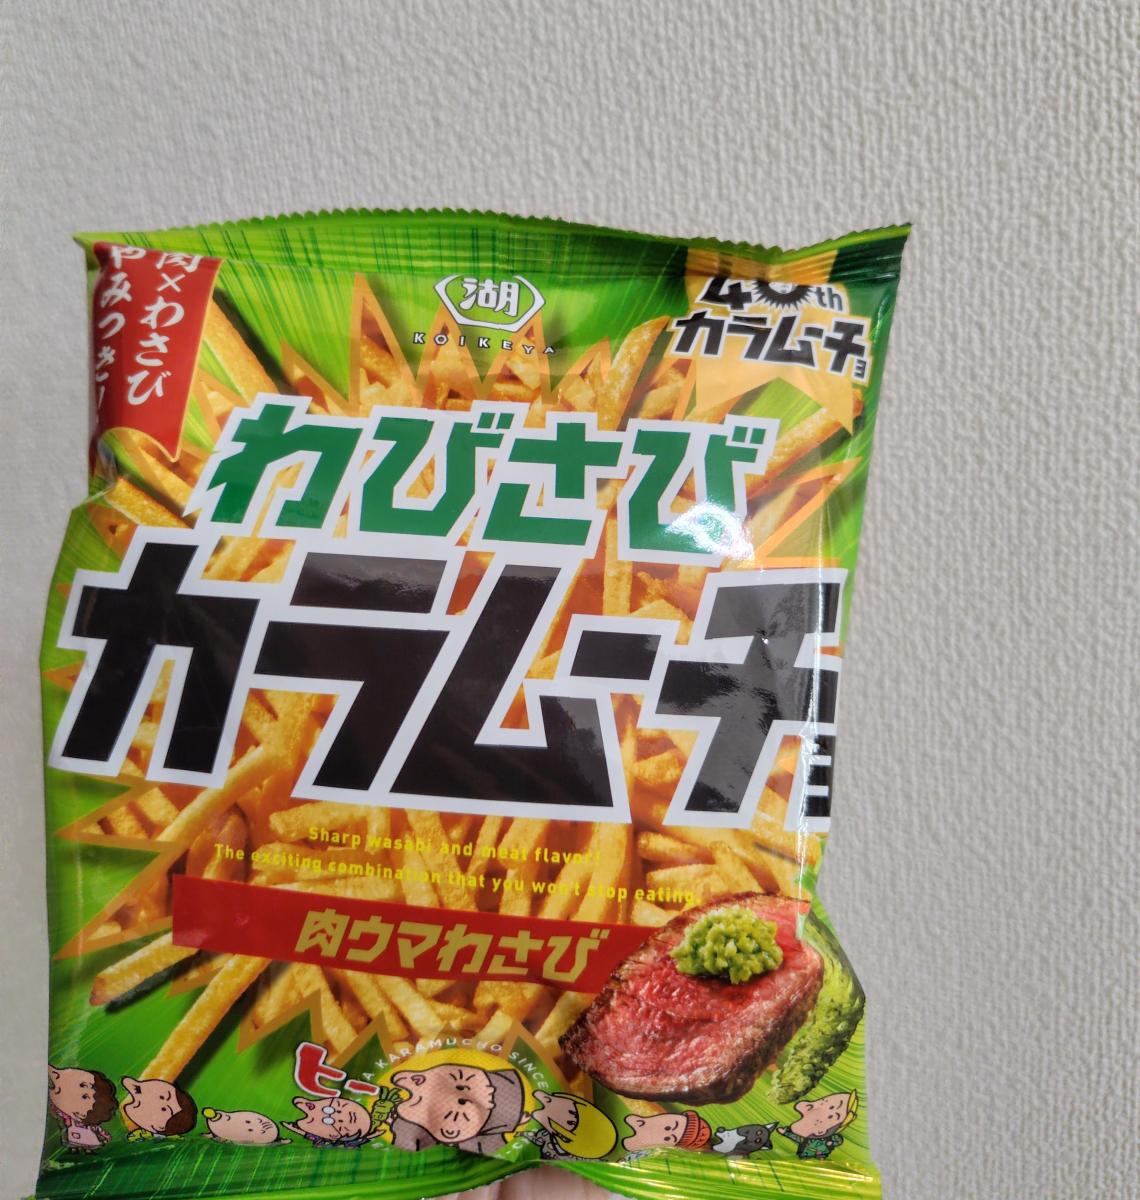 肉×わさび
やみつき!
湖
KOIKEYA
40th
カラムーチョ
わびさび
カラムーチョ
Sharp wasabi and meat flavor!
The exciting combination that you won't stop eating.
肉ウマわさび
ヒー
A KARAMUCHO SINCE